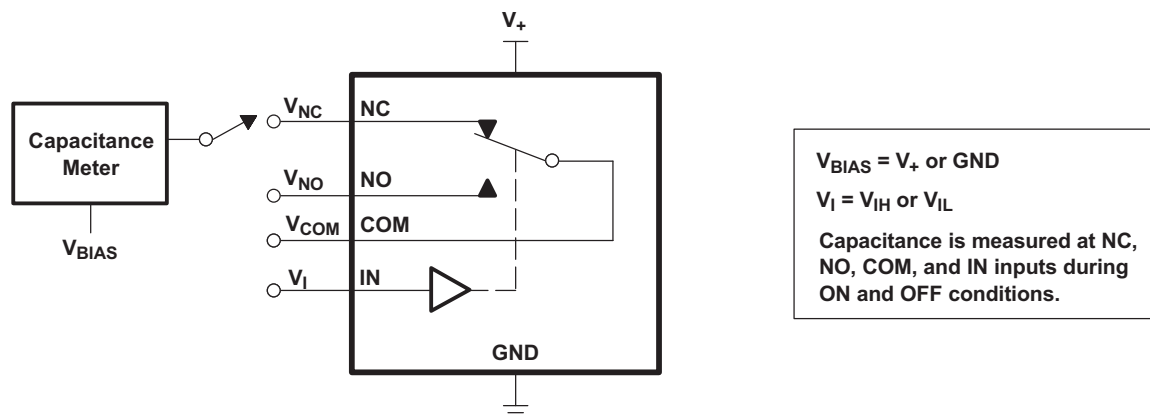 V+
Capacitance
Meter
VBIAS
VNC NC
VNO NO
VCOM COM
VI IN
GND
VBIAS = V+ or GND
VI = VIH or VIL
Capacitance is measured at NC,
NO, COM, and IN inputs during
ON and OFF conditions.